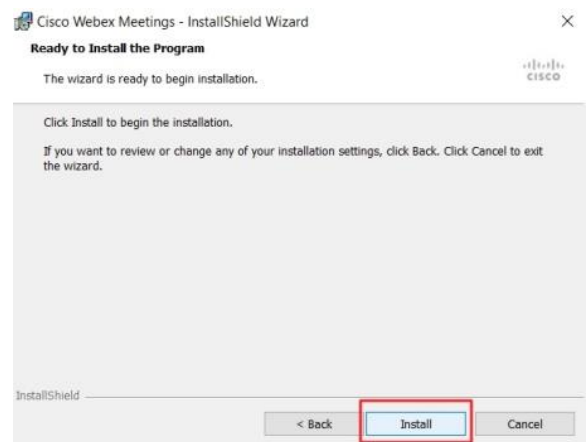 Cisco Webex Meetings - InstallShield Wizard
Ready to Install the Program
The wizard is ready to begin installation.
CISCO
Click Install to begin the installation.
If you want to review or change any of your installation settings, click Back. Click Cancel to exit
the wizard.
InstallShield
< Back Install Cancel